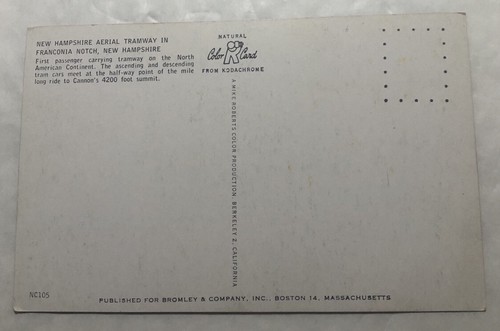 NEW HAMPSHIRE AERIAL TRAMWAY IN
FRANCONIA NOTCH, NEW HAMPSHIRE
First passenger carrying tramway on the North
American Continent. The ascending and descending
train cars meet at the half-way point of the mile
long ride to Cannon's 4200 foot summit.
NATURAL
Color Card
FROM KODACHROME
A MIKE ROBERTS COLOR PRODUCTION BERKELEY 2, CALIFORNIA
NC105
PUBLISHED FOR BROMLEY & COMPANY, INC., BOSTON 14, MASSACHUSETTS